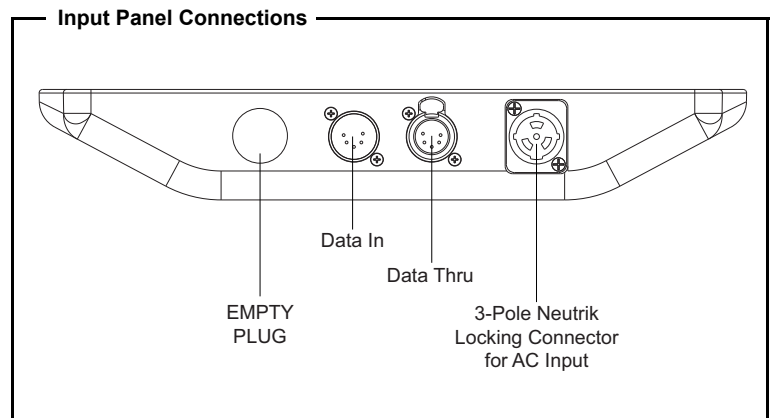 Input Panel Connections
Data In
Data Thru
EMPTY
PLUG
3-Pole Neutrik
Locking Connector
for AC Input